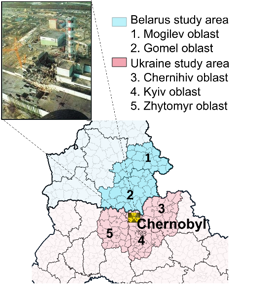 Belarus study area
1. Mogilev oblast
2. Gomel oblast
Ukraine study area
3. Chernihiv oblast
4. Kyiv oblast
5. Zhytomyr oblast
1
2
3
Chernobyl
5
4